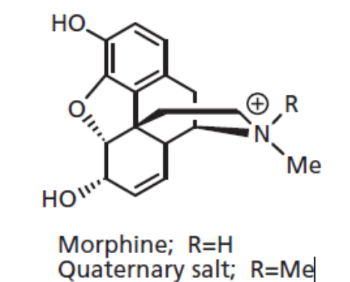 HO
⊕
R
O
N
Me
HO
Morphine; R=H
Quaternary salt; R=Me